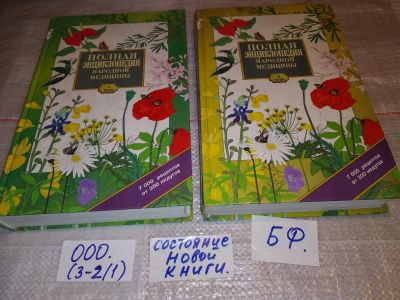 ПОЛНАЯ
ЭНЦИКЛОПЕДИЯ
НАРОДНОЙ
МЕДИЦИНЫ
7 000 рецептов
от 300 недугов
ПОЛНАЯ
ЭНЦИКЛОПЕДИЯ
НАРОДНОЙ
МЕДИЦИНЫ
7 000 рецептов
от 300 недугов
ООО.
(3-2/1)
СОСТОЯНИЕ
НОВОЙ
КНИГИ.
БФ.